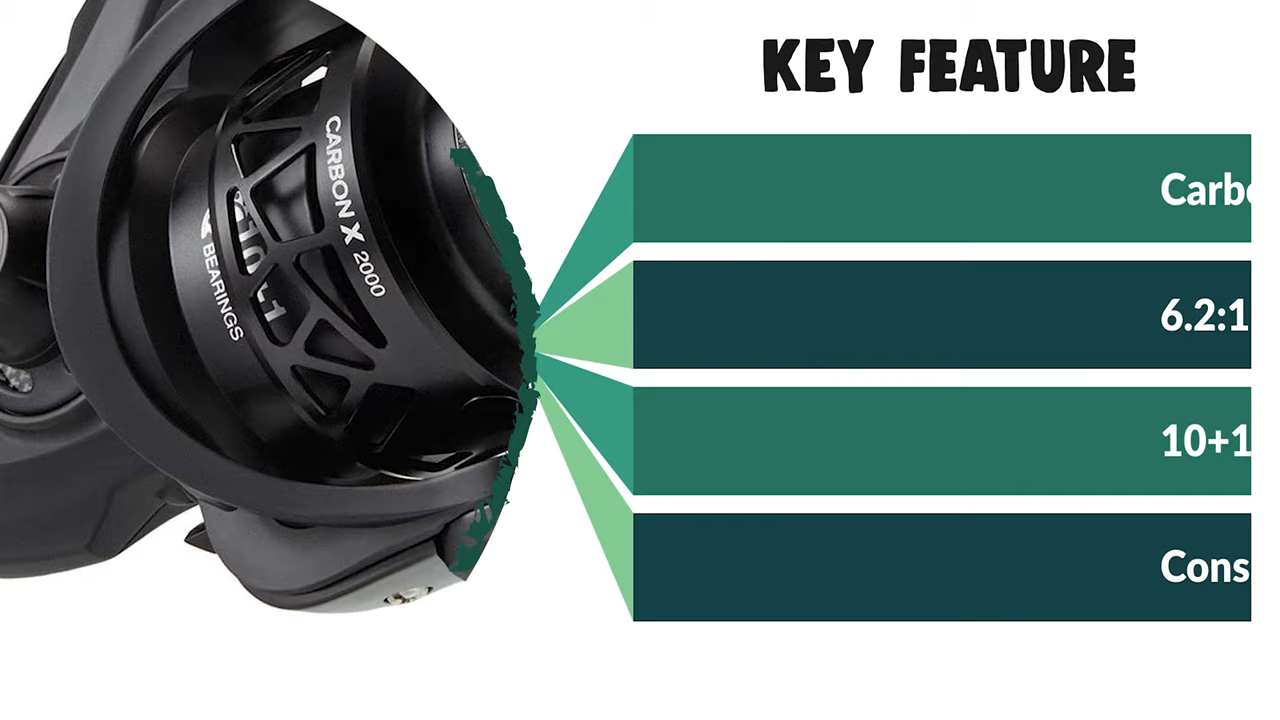 KEY FEATURE
CARBON X 2000
BEARINGS
Carb
6.2:1
10+1
Cons